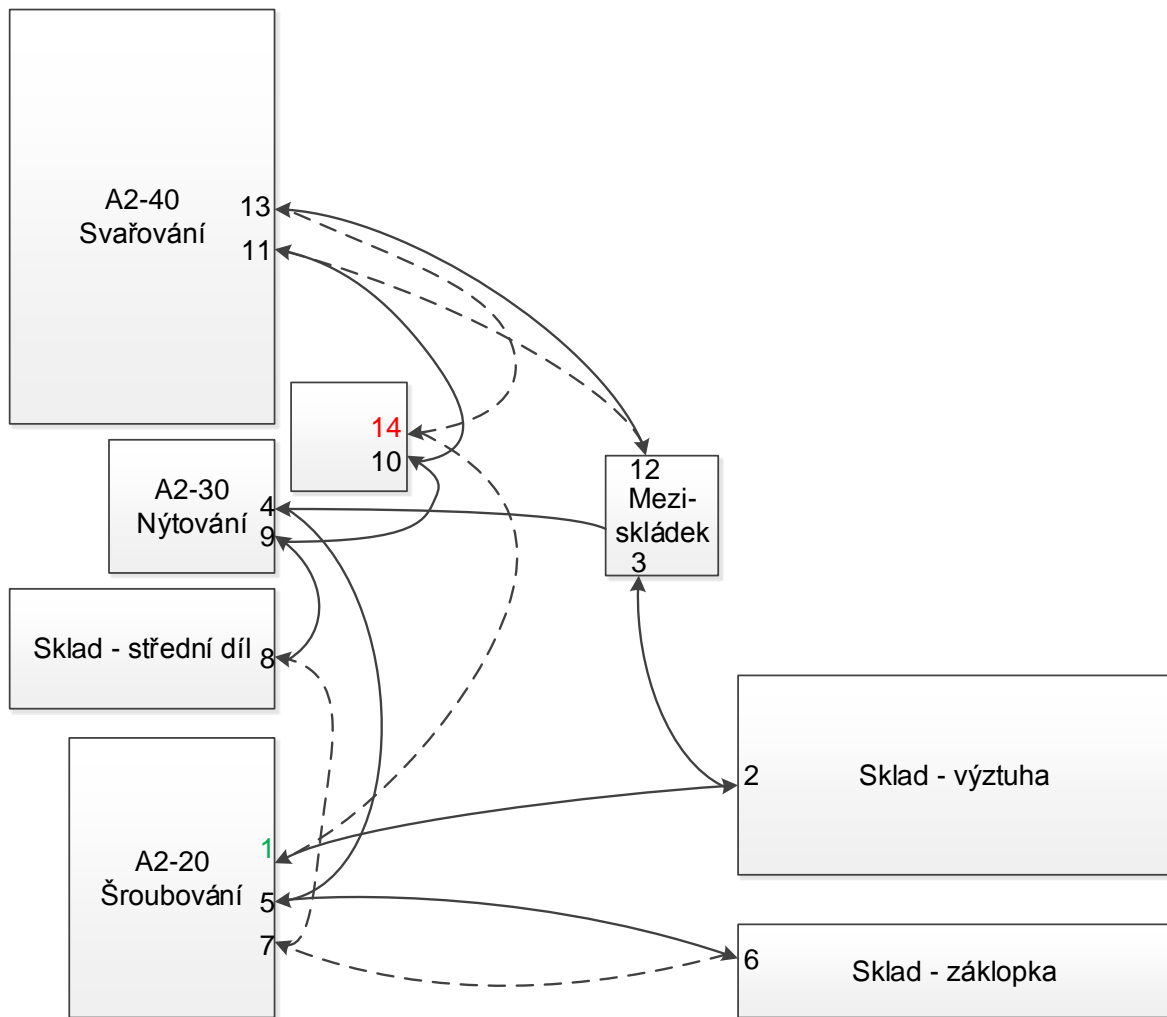 A2-40
Svařování
13
11
14
10
A2-30
Nýtování
4
9
12
Mezi-
skládek
3
Sklad - střední díl
8
2
Sklad - výztuha
A2-20
Šroubování
1
5
7
6
Sklad - záklopka